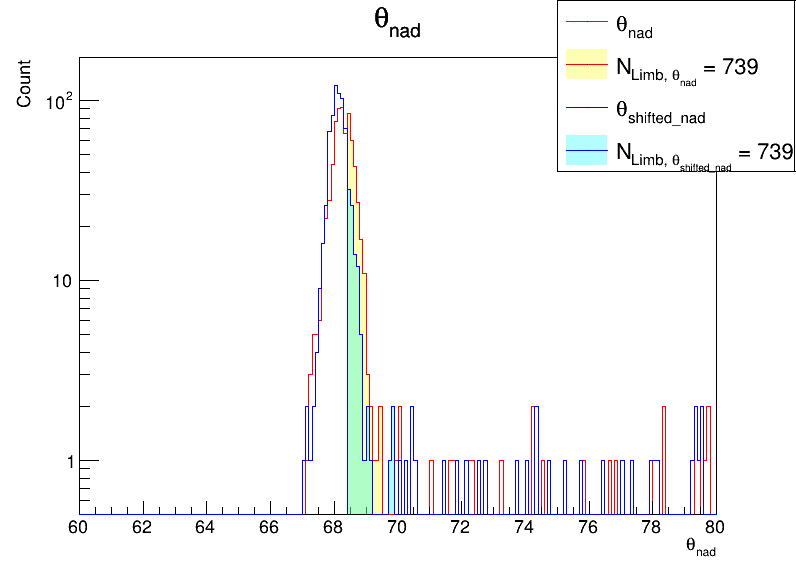 θnad
θnad
NLimb, θnad = 739
θshifted_nad
NLimb, θshifted_nad = 739
Count
10²
10
1
60 62 64 66 68 70 72 74 76 78 80
θnad